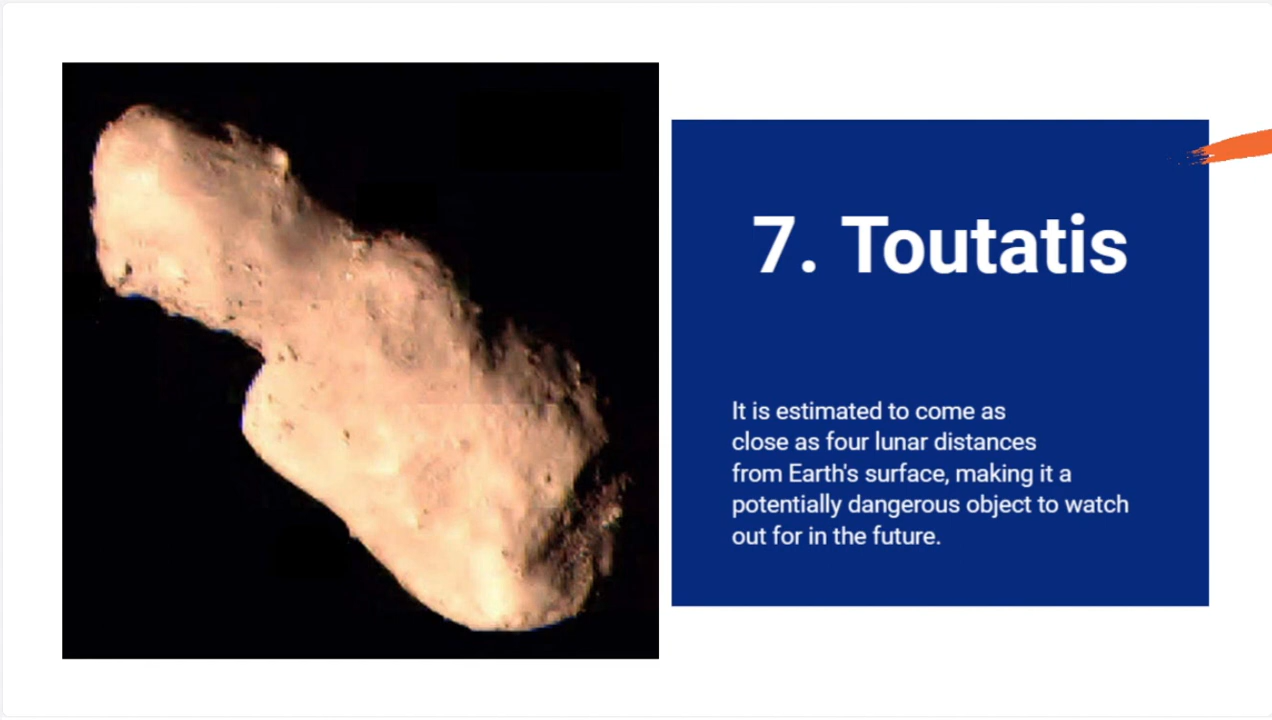 7. Toutatis
It is estimated to come as
close as four lunar distances
from Earth's surface, making it a
potentially dangerous object to watch
out for in the future.